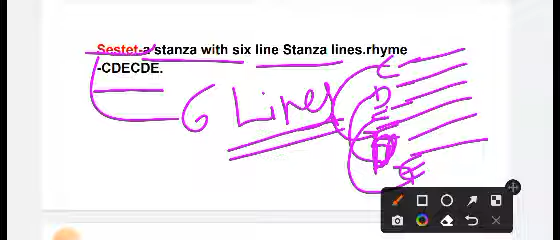 Sestet-a stanza with six line Stanza lines.rhyme
-CDECDE.
6 Lines
C
D
E
D
E